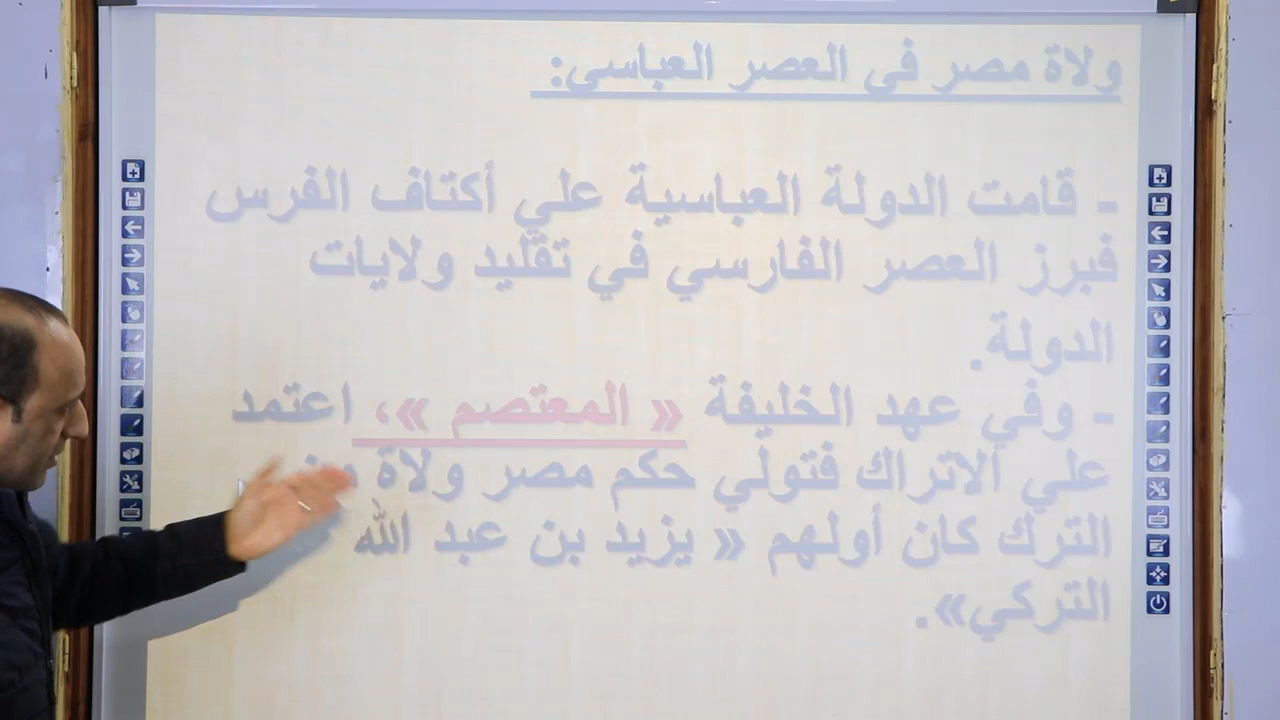 ولاة مصر في العصر العباسي:
- قامت الدولة العباسية علي أكتاف الفرس
فبرز العصر الفارسي في تقليد ولايات
الدولة.
- وفي عهد الخليفة « المعتصم »، اعتمد
علي الاتراك فتولي حكم مصر ولاة من
الترك كان أولهم « يزيد بن عبد الله
التركي».